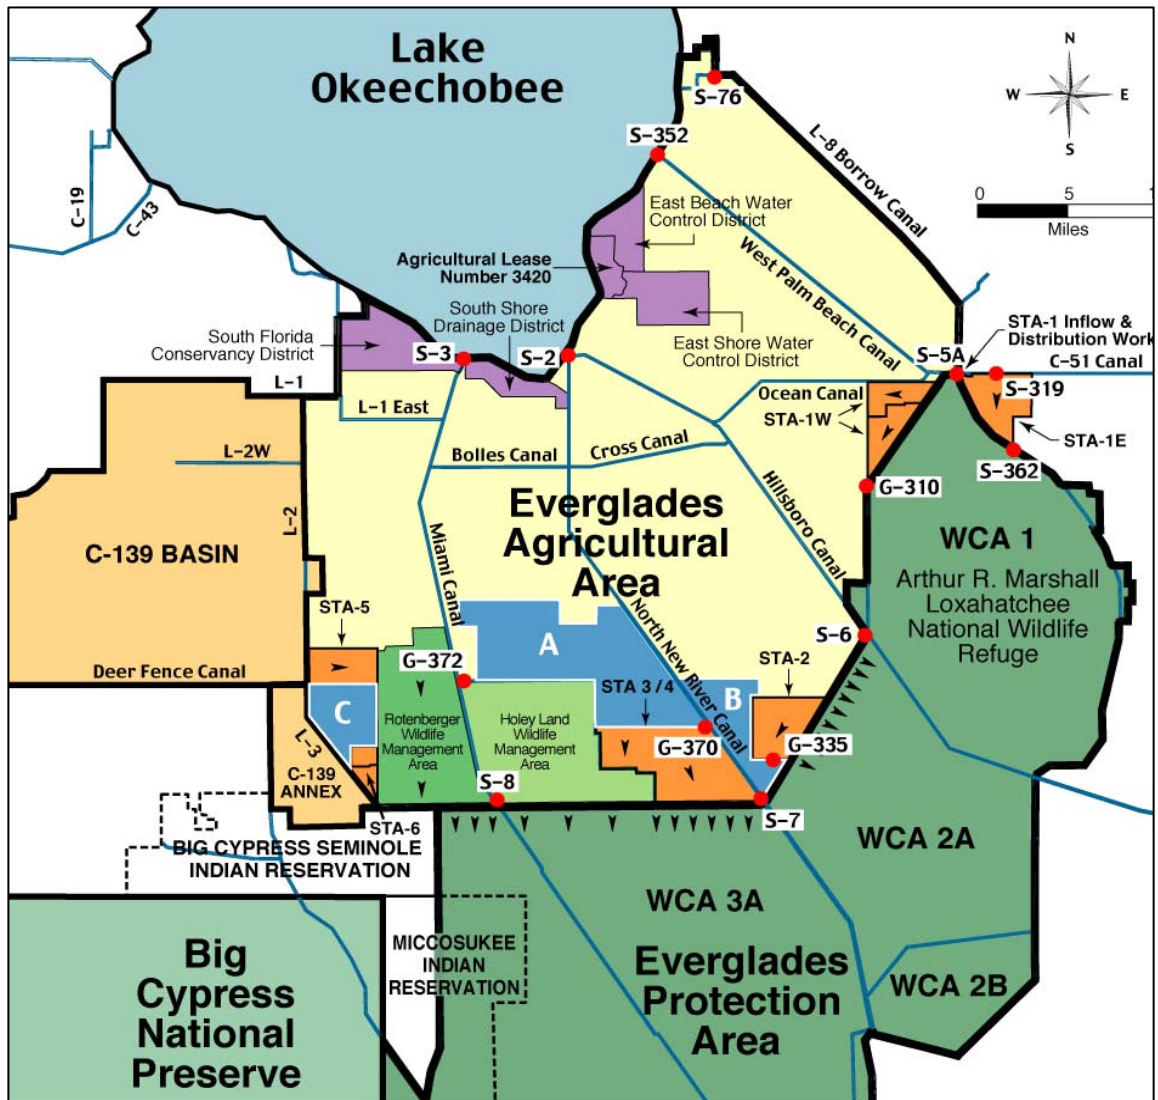 Lake
Okeechobee
S-76
N
W
E
S
S-352
L-8 Borrow Canal
C-19
C-43
0
5
1
Miles
East Beach Water
Control District
Agricultural Lease
Number 3420
West Palm Beach Canal
South Shore
Drainage District
South Florida
Conservancy District
S-3
S-2
East Shore Water
Control District
STA-1 Inflow &
Distribution Work
S-5A
C-51 Canal
L-1
S-319
Ocean Canal
STA-1W
L-1 East
STA-1E
L-2W
Bolles Canal
Cross Canal
S-362
Hillsboro Canal
G-310
L-2
Everglades
Agricultural
Area
Miami Canal
WCA 1
Arthur R. Marshall
Loxahatchee
National Wildlife
Refuge
C-139 BASIN
STA-5
North New River Canal
A
S-6
Deer Fence Canal
G-372
STA-2
STA 3/4
B
C
Rotenberger
Wildlife
Management
Area
Holey Land
Wildlife
Management
Area
G-370
G-335
L-3
C-139
ANNEX
S-8
S-7
STA-6
BIG CYPRESS SEMINOLE
INDIAN RESERVATION
WCA 2A
WCA 3A
MICCOSUKEE
INDIAN
RESERVATION
Big
Cypress
National
Preserve
Everglades
Protection
Area
WCA 2B